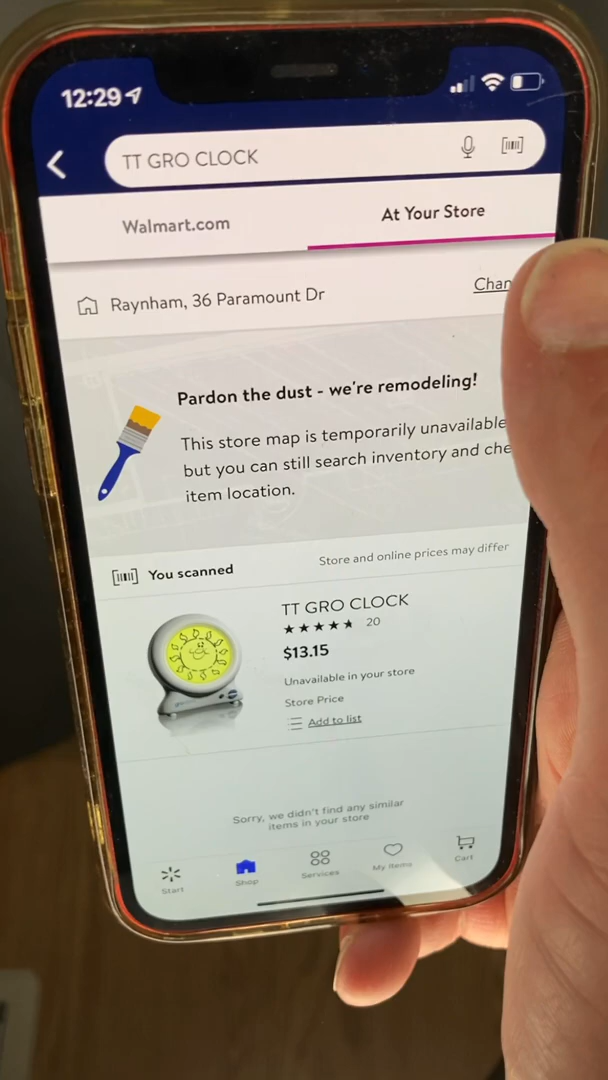 12:29
TT GRO CLOCK
Walmart.com
At Your Store
Raynham, 36 Paramount Dr
Pardon the dust - we're remodeling!
This store map is temporarily unavailable
but you can still search inventory and
item location.
You scanned
Store and online prices may differ
TT GRO CLOCK
20
$13.15
Unavailable in your store
Store Price
Add to list
Sorry, we didn't find any similar
items in your store
Start
Shop
Services
My Items
Cart